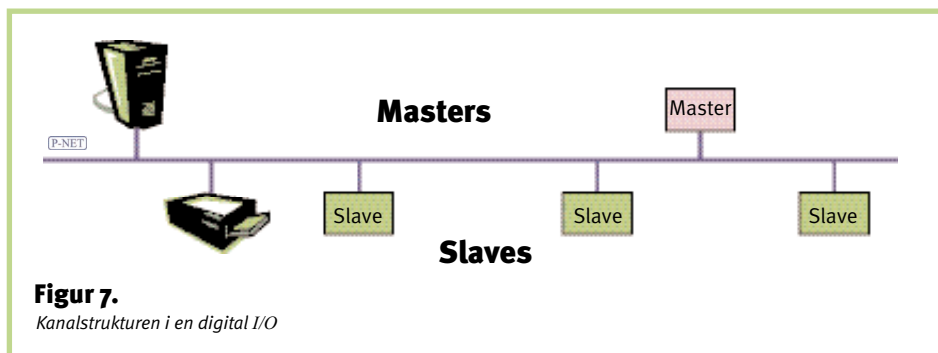 Masters
Master
P-NET
Slave
Slave
Slave
Slaves
Figur 7.
Kanalstrukturen i en digital I/O